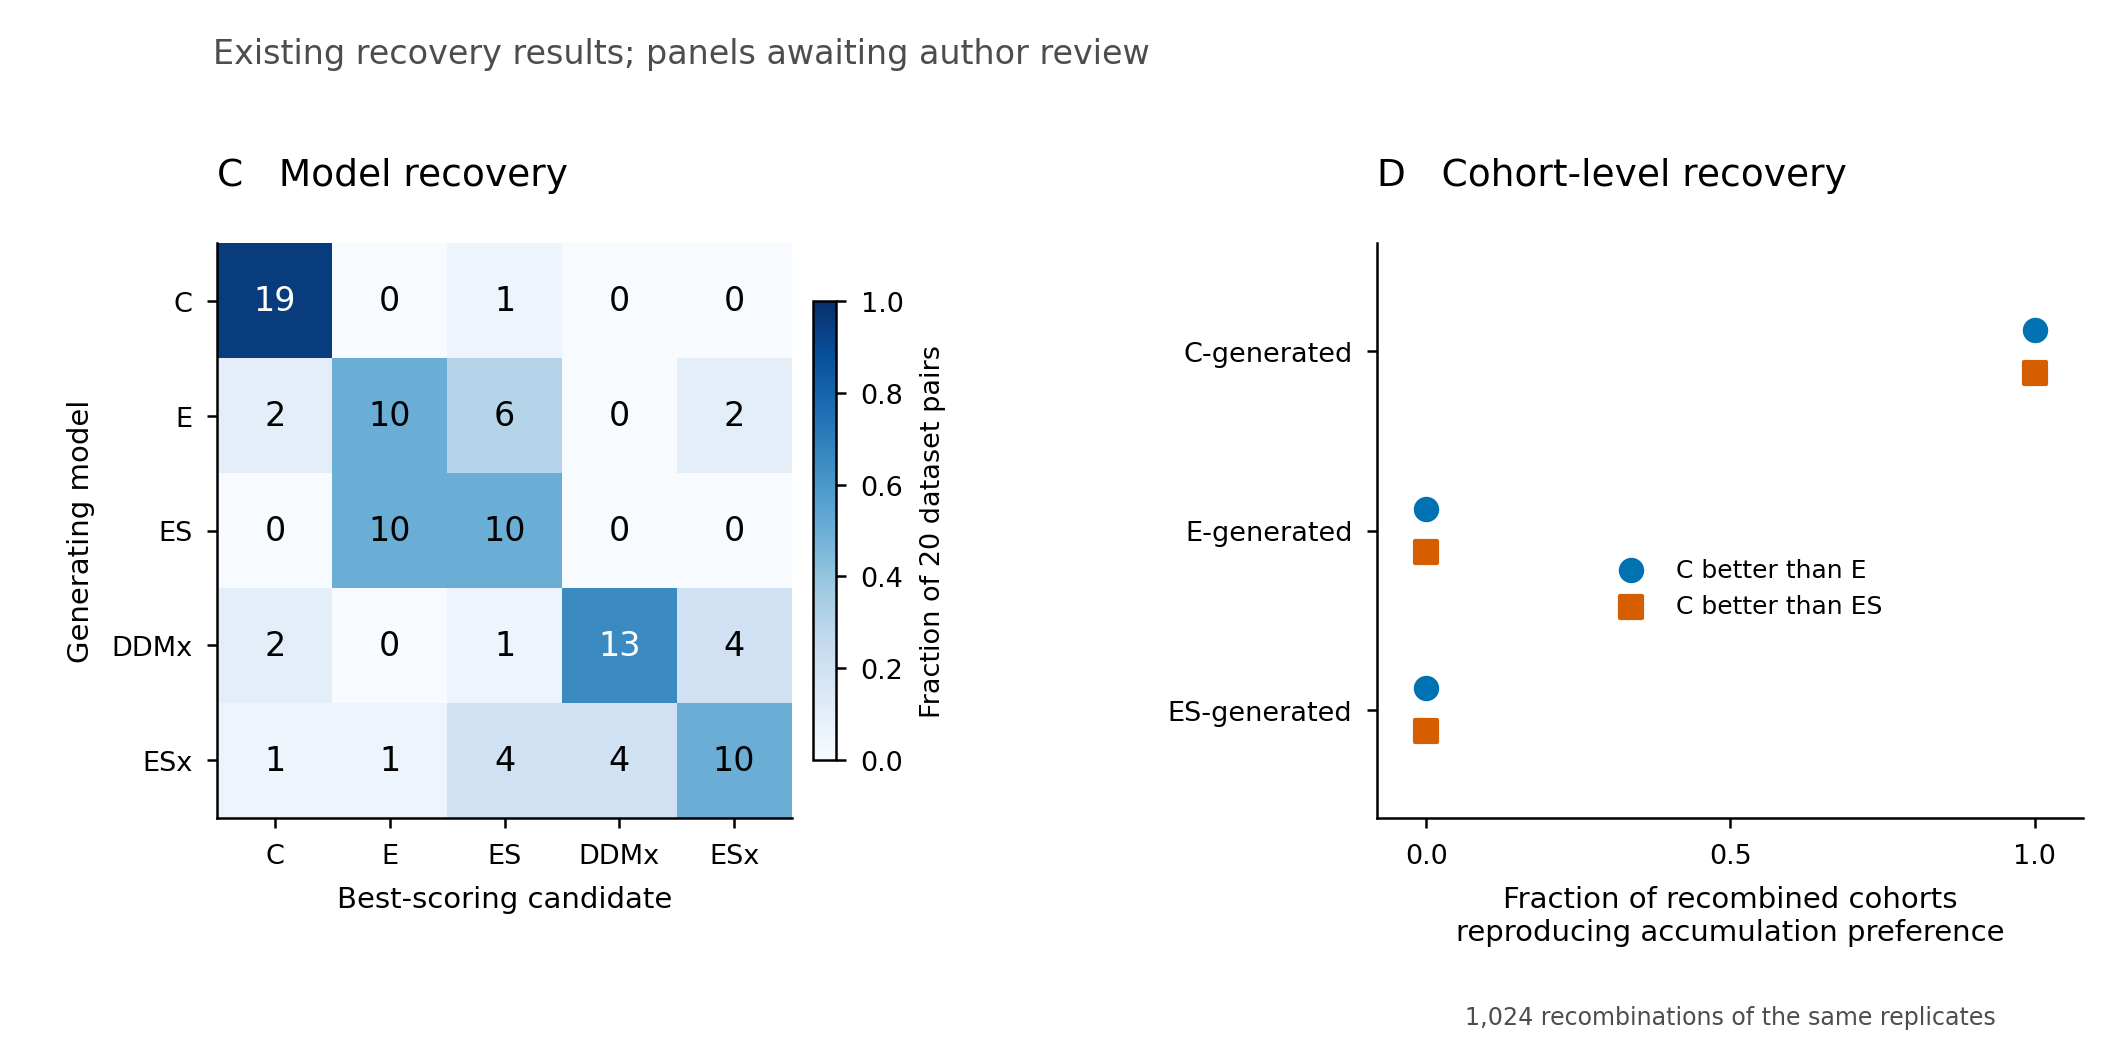 Existing recovery results; panels awaiting author review
C Model recovery
Generating model
C 19 0 1 0 0
E 2 10 6 0 2
ES 0 10 10 0 0
DDMx 2 0 1 13 4
ESx 1 1 4 4 10
C E ES DDMx ESx
Best-scoring candidate
1.0
0.8
0.6
0.4
0.2
0.0
Fraction of 20 dataset pairs
D Cohort-level recovery
C-generated
E-generated
ES-generated
C better than E
C better than ES
0.0 0.5 1.0
Fraction of recombined cohorts
reproducing accumulation preference
1,024 recombinations of the same replicates